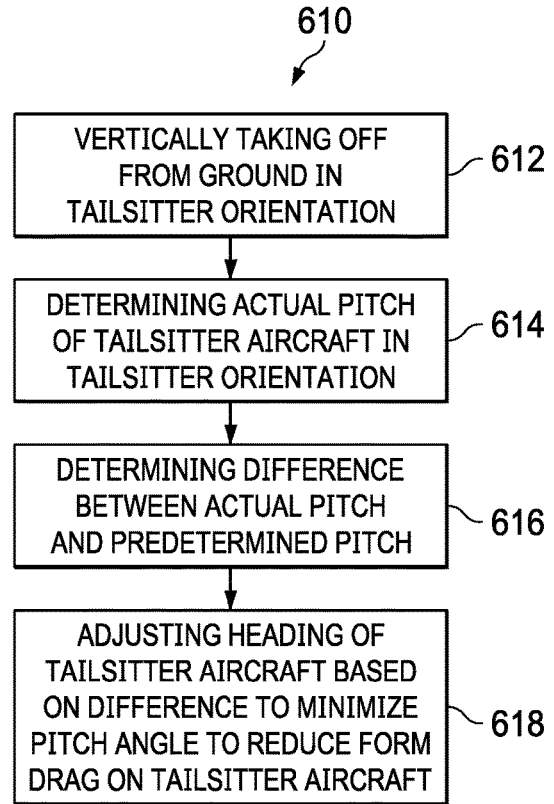 610
VERTICALLY TAKING OFF
FROM GROUND IN
TAILSITTER ORIENTATION
612
DETERMINING ACTUAL PITCH
OF TAILSITTER AIRCRAFT IN
TAILSITTER ORIENTATION
614
DETERMINING DIFFERENCE
BETWEEN ACTUAL PITCH
AND PREDETERMINED PITCH
616
ADJUSTING HEADING OF
TAILSITTER AIRCRAFT BASED
ON DIFFERENCE TO MINIMIZE
PITCH ANGLE TO REDUCE FORM
DRAG ON TAILSITTER AIRCRAFT
618